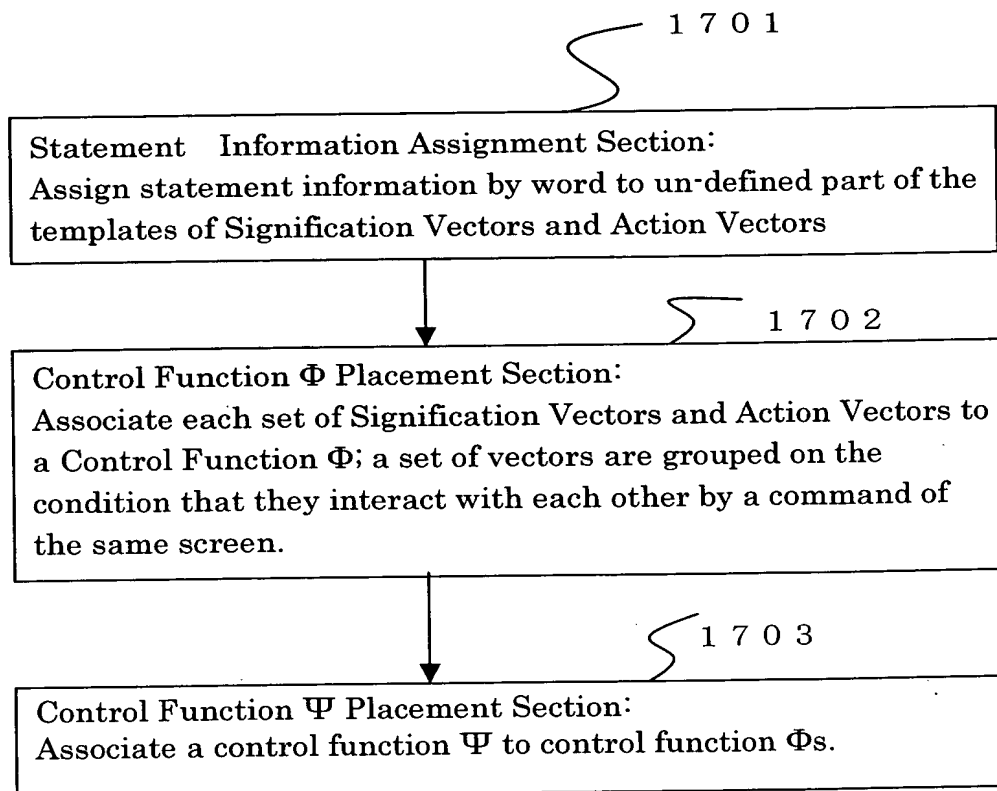 1701
Statement Information Assignment Section:
Assign statement information by word to un-defined part of the
templates of Signification Vectors and Action Vectors
1702
Control Function Φ Placement Section:
Associate each set of Signification Vectors and Action Vectors to
a Control Function Φ; a set of vectors are grouped on the
condition that they interact with each other by a command of
the same screen.
1703
Control Function Ψ Placement Section:
Associate a control function Ψ to control function Φs.